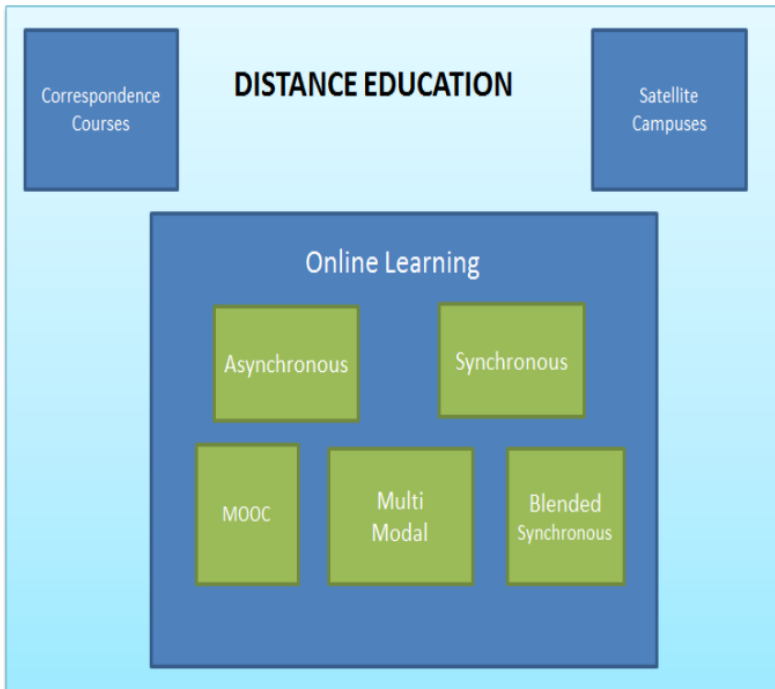 Correspondence
Courses
DISTANCE EDUCATION
Satellite
Campuses
Online Learning
Asynchronous
Synchronous
MOOC
Multi
Modal
Blended
Synchronous